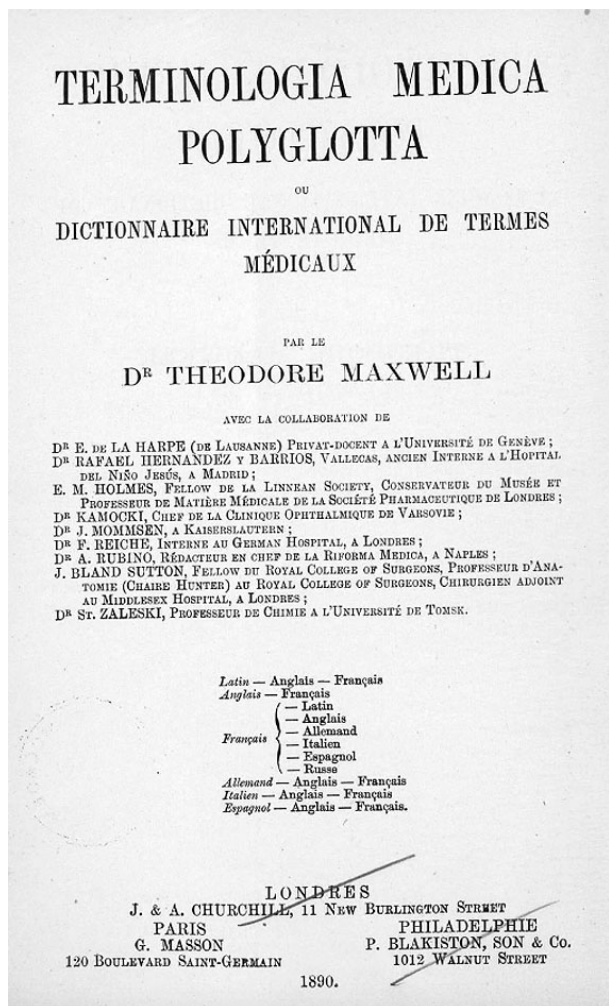 TERMINOLOGIA MEDICA
POLYGLOTTA
OU
DICTIONNAIRE INTERNATIONAL DE TERMES
MÉDICAUX
PAR LE
DR THEODORE MAXWELL
AVEC LA COLLABORATION DE
DR E. DE LA HARPE (DE LAUSANNE) PRIVAT-DOCENT A L'UNIVERSITÉ DE GENÈVE ;
DR RAFAEL HERNANDEZ Y BARRIOS, VALLECAS, ANCIEN INTERNE A L'HOPITAL
DEL NIÑO JESÚS, A MADRID ;
E. M. HOLMES, FELLOW DE LA LINNEAN SOCIETY, CONSERVATEUR DU MUSÉE ET
PROFESSEUR DE MATIÈRE MÉDICALE DE LA SOCIÉTÉ PHARMACEUTIQUE DE LONDRES ;
DR KAMOCKI, CHEF DE LA CLINIQUE OPHTHALMIQUE DE VARSOVIE ;
DR J. MOMMSEN, A KAISERSLAUTERN ;
DR F. REICHE, INTERNE AU GERMAN HOSPITAL, A LONDRES ;
DR A. RUBINO, RÉDACTEUR EN CHEF DE LA RIFORMA MEDICA, A NAPLES ;
J. BLAND SUTTON, FELLOW DU ROYAL COLLEGE OF SURGEONS, PROFESSEUR D'ANA-
TOMIE (CHAIRE HUNTER) AU ROYAL COLLEGE OF SURGEONS, CHIRURGIEN ADJOINT
AU MIDDLESEX HOSPITAL, A LONDRES ;
DR ST. ZALESKI, PROFESSEUR DE CHIMIE A L'UNIVERSITÉ DE TOMSK.
Latin — Anglais — Français
Anglais — Français
Français { — Latin
— Anglais
— Allemand
— Italien
— Espagnol
— Russe
Allemand — Anglais — Français
Italien — Anglais — Français
Espagnol — Anglais — Français.
LONDRES
J. & A. CHURCHILL, 11 NEW BURLINGTON STREET
PARIS PHILADELPHIE
G. MASSON P. BLAKISTON, SON & Co.
120 BOULEVARD SAINT-GERMAIN 1012 WALNUT STREET
1890.